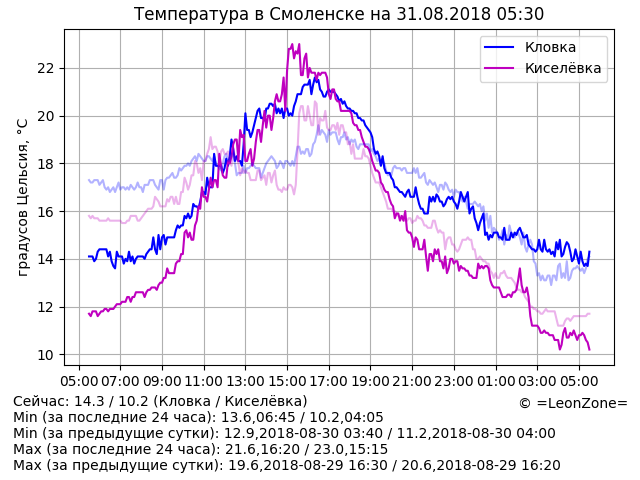 Температура в Смоленске на 31.08.2018 05:30
Кловка
Киселёвка
градусов Цельсия, °C
22
20
18
16
14
12
10
05:00 07:00 09:00 11:00 13:00 15:00 17:00 19:00 21:00 23:00 01:00 03:00 05:00
Сейчас: 14.3 / 10.2 (Кловка / Киселёвка)
© =LeonZone=
Min (за последние 24 часа): 13.6,06:45 / 10.2,04:05
Min (за предыдущие сутки): 12.9,2018-08-30 03:40 / 11.2,2018-08-30 04:00
Max (за последние 24 часа): 21.6,16:20 / 23.0,15:15
Max (за предыдущие сутки): 19.6,2018-08-29 16:30 / 20.6,2018-08-29 16:20